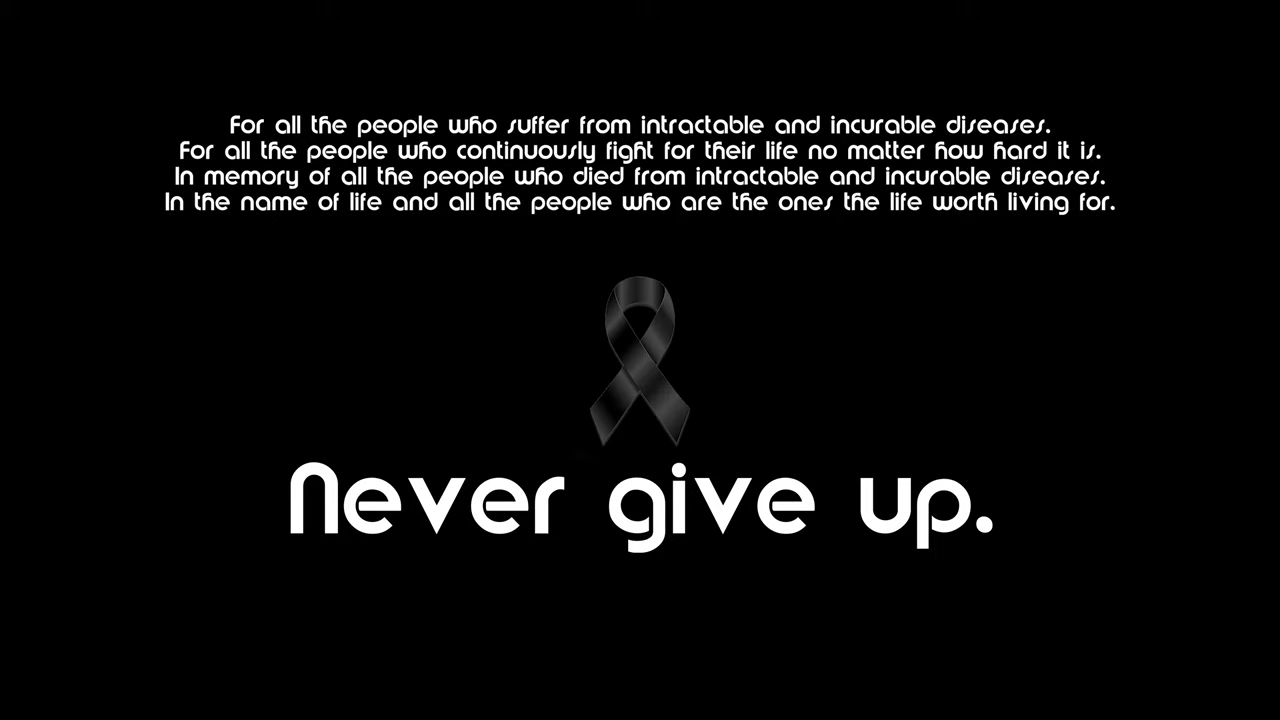 For all the people who suffer from intractable and incurable diseases.
For all the people who continuously fight for their life no matter how hard it is.
In memory of all the people who died from intractable and incurable diseases.
In the name of life and all the people who are the ones the life worth living for.
Never give up.